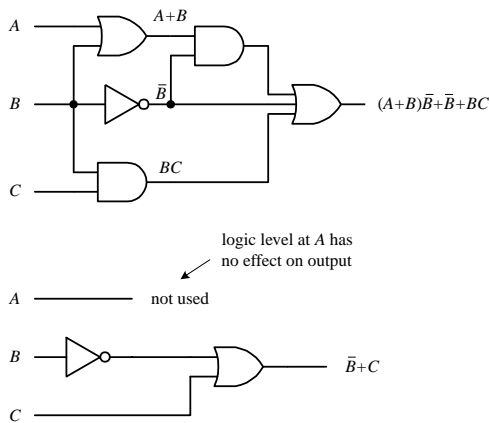 A
A+B
B
B̅
(A+B)B̅+B̅+BC
C
BC
logic level at A has
no effect on output
A
not used
B
B̅+C
C